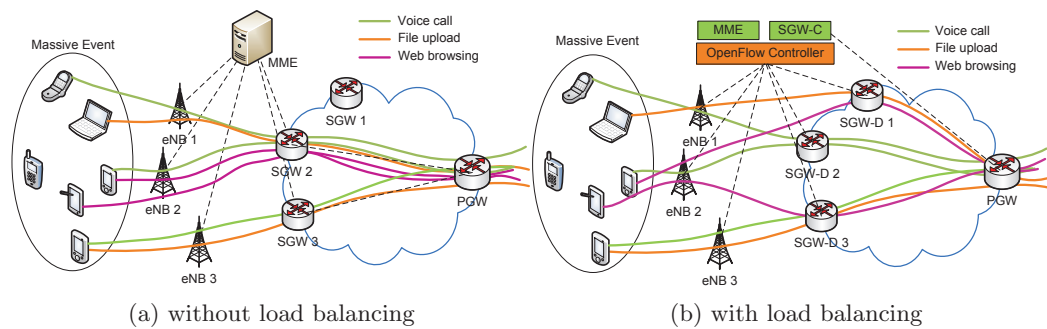 Massive Event
MME
Voice call
File upload
Web browsing
SGW 1
eNB 1
SGW 2
eNB 2
PGW
SGW 3
eNB 3
(a) without load balancing
Massive Event
MME
SGW-C
OpenFlow Controller
Voice call
File upload
Web browsing
SGW-D 1
eNB 1
SGW-D 2
eNB 2
PGW
SGW-D 3
eNB 3
(b) with load balancing